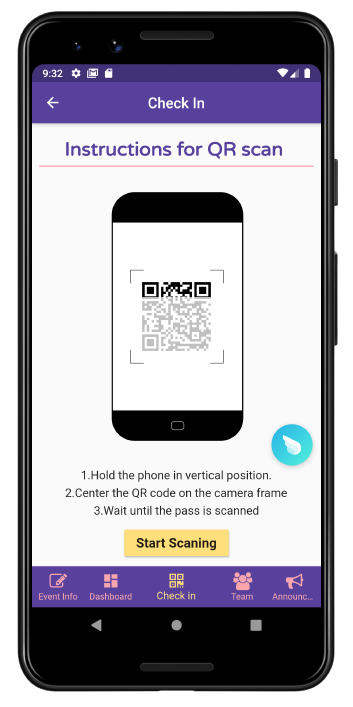 9:32
Check In
Instructions for QR scan
1.Hold the phone in vertical position.
2.Center the QR code on the camera frame
3.Wait until the pass is scanned
Start Scaning
Event Info
Dashboard
Check in
Team
Announc...